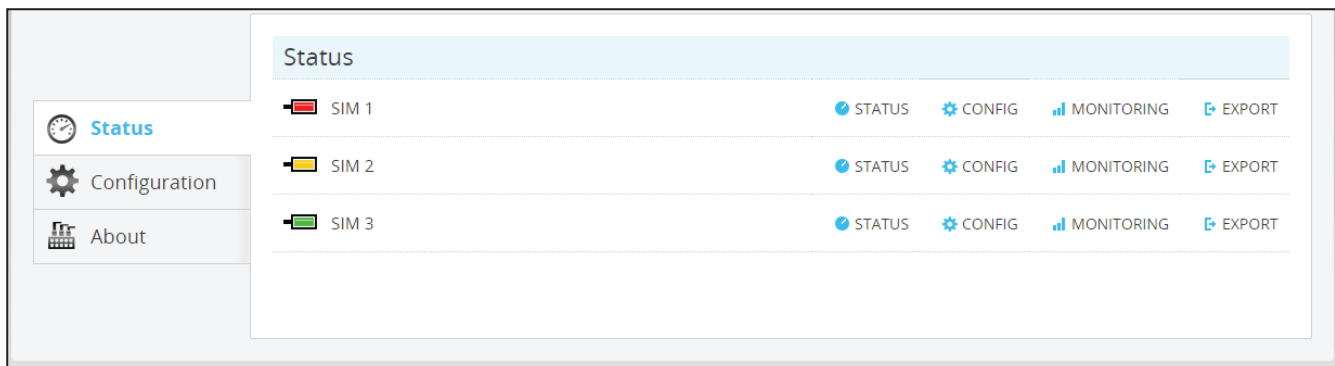 Status
SIM 1 STATUS CONFIG MONITORING EXPORT
Status
SIM 2 STATUS CONFIG MONITORING EXPORT
Configuration
SIM 3 STATUS CONFIG MONITORING EXPORT
About